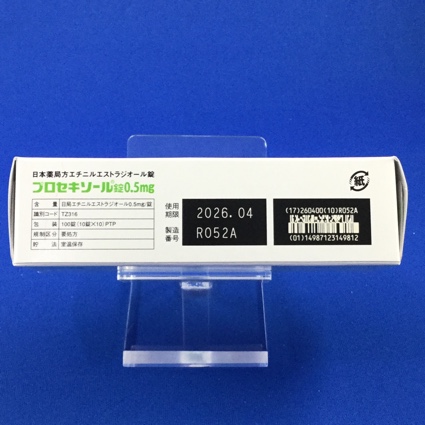 日本薬局方エチニルエストラジオール錠
プロセキソール錠0.5mg
含 量 日局エチニルエストラジオール0.5mg/錠
識別コード TZ316
包 装 100錠(10錠×10)PTP
規制区分 要処方
貯 法 室温保存
使用期限 2026.04
製造番号 R052A
紙
(17)260400(10)R052A
(01)14987123149812